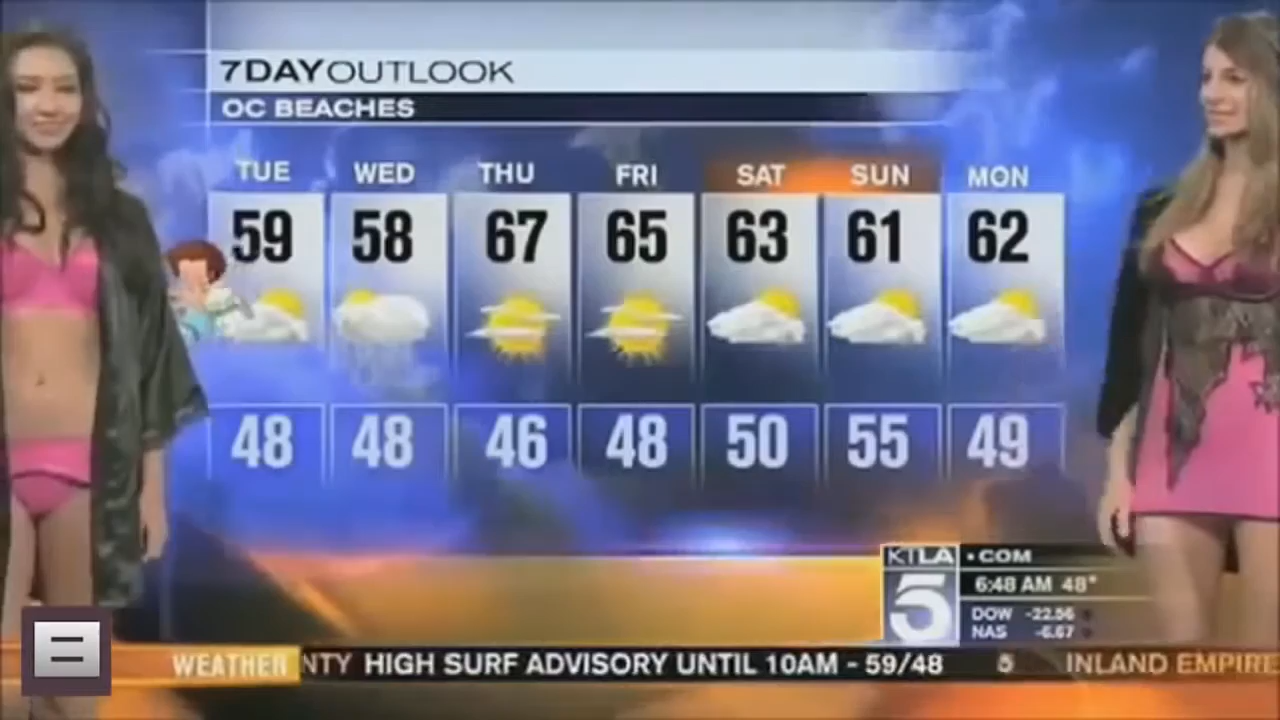 7DAYOUTLOOK
OC BEACHES
TUE WED THU FRI SAT SUN MON
59 58 67 65 63 61 62
48 48 46 48 50 55 49
KTLA • COM
5
6:48 AM 48°
DOW -22.56
NAS -6.67
WEATHER NTY HIGH SURF ADVISORY UNTIL 10AM - 59/48 5 INLAND EMPIRE